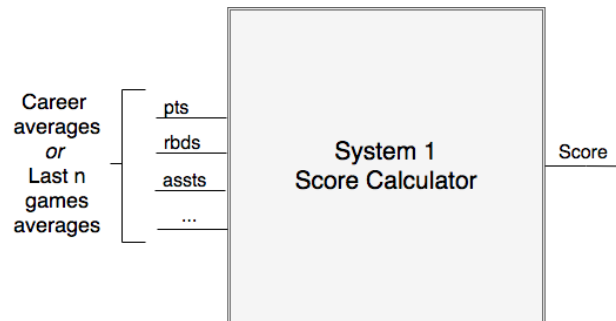 Career
averages
or
Last n
games
averages
pts
rbds
assts
...
System 1
Score Calculator
Score